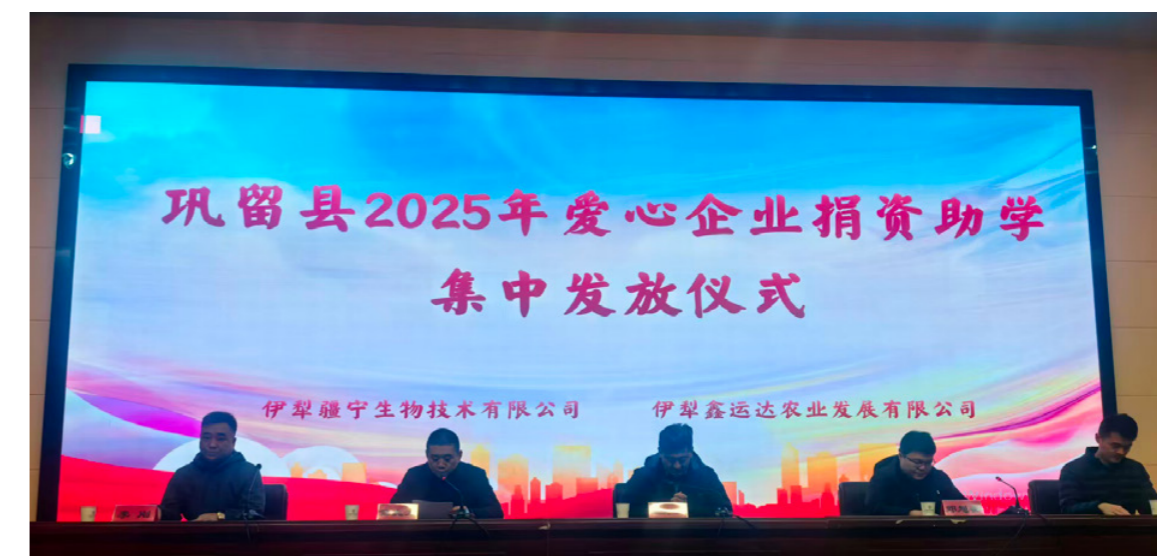 巩留县2025年爱心企业捐资助学
集中发放仪式
伊犁疆宁生物技术有限公司 伊犁鑫运达农业发展有限公司